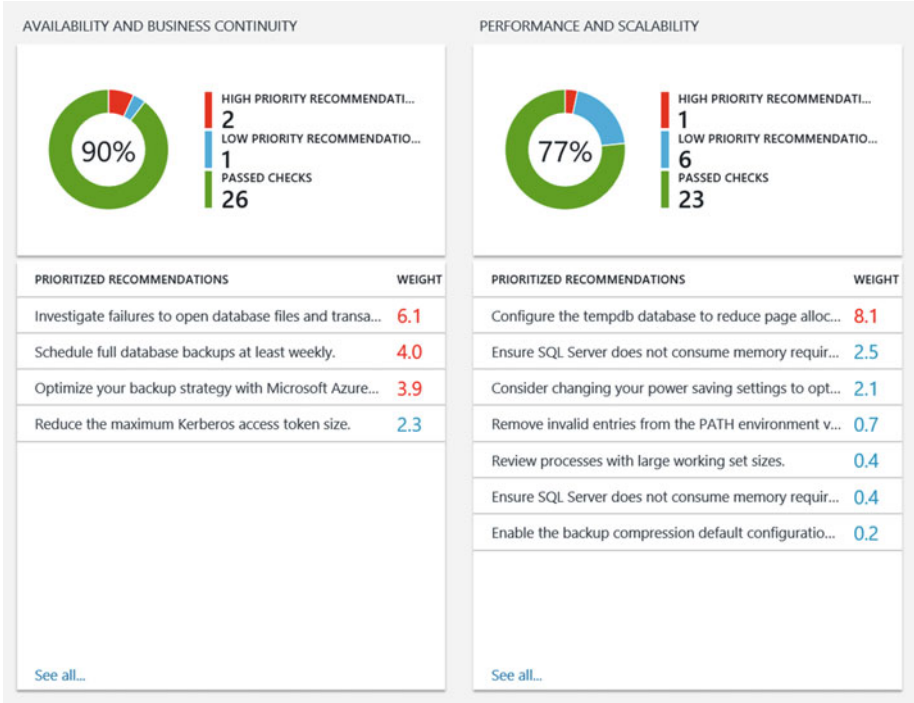 AVAILABILITY AND BUSINESS CONTINUITY
90%
HIGH PRIORITY RECOMMENDATI...
2
LOW PRIORITY RECOMMENDATIO...
1
PASSED CHECKS
26
PRIORITIZED RECOMMENDATIONS WEIGHT
Investigate failures to open database files and transa... 6.1
Schedule full database backups at least weekly. 4.0
Optimize your backup strategy with Microsoft Azure... 3.9
Reduce the maximum Kerberos access token size. 2.3
See all...
PERFORMANCE AND SCALABILITY
77%
HIGH PRIORITY RECOMMENDATI...
1
LOW PRIORITY RECOMMENDATIO...
6
PASSED CHECKS
23
PRIORITIZED RECOMMENDATIONS WEIGHT
Configure the tempdb database to reduce page alloc... 8.1
Ensure SQL Server does not consume memory requir... 2.5
Consider changing your power saving settings to opt... 2.1
Remove invalid entries from the PATH environment v... 0.7
Review processes with large working set sizes. 0.4
Ensure SQL Server does not consume memory requir... 0.4
Enable the backup compression default configuratio... 0.2
See all...